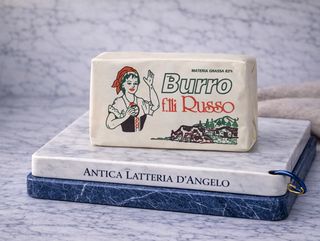 MATERIA GRASSA 82%
Burro
f.lli Russo
ANTICA LATTERIA D'ANGELO